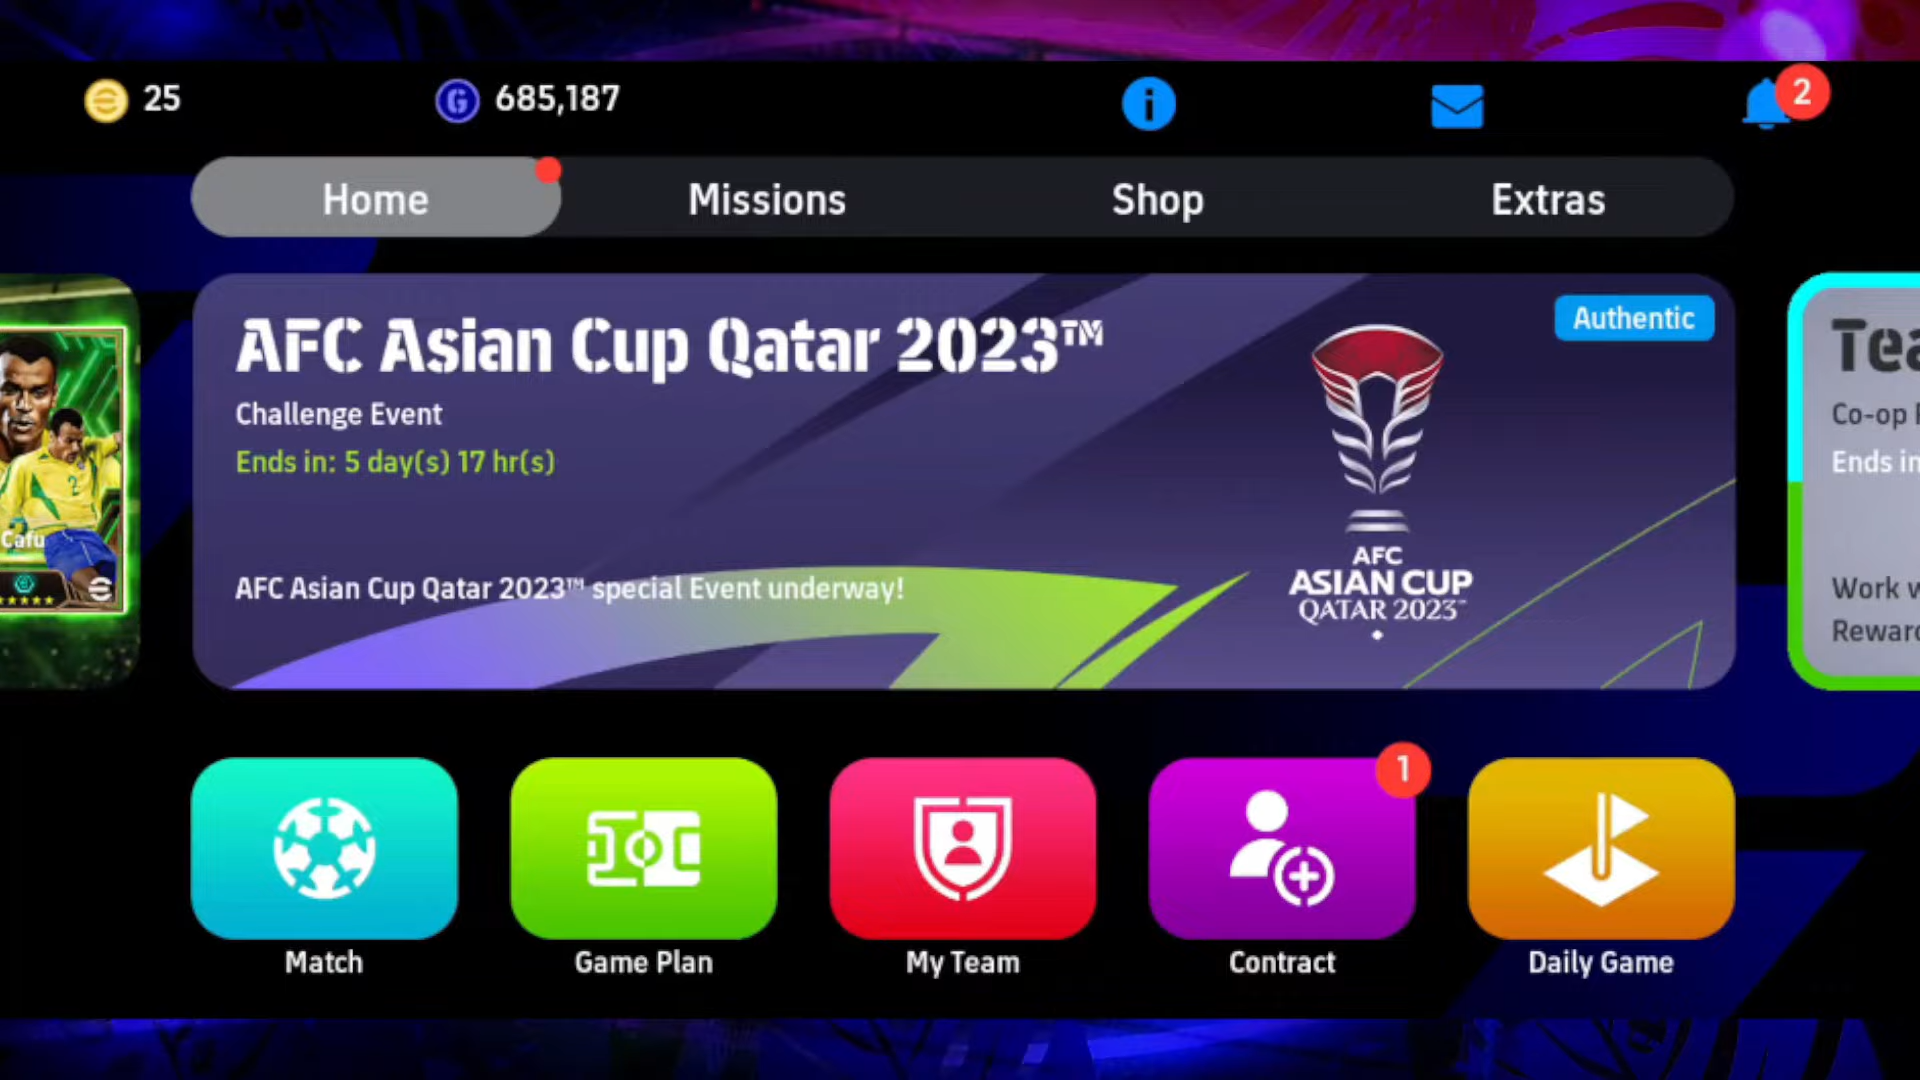 25
685,187
2
Home
Missions
Shop
Extras
AFC Asian Cup Qatar 2023™
Challenge Event
Ends in: 5 day(s) 17 hr(s)
AFC Asian Cup Qatar 2023™ special Event underway!
Authentic
AFC
ASIAN CUP
QATAR 2023™
Cafu
2
Co-op
Ends in
Work
1
Match
Game Plan
My Team
Contract
Daily Game